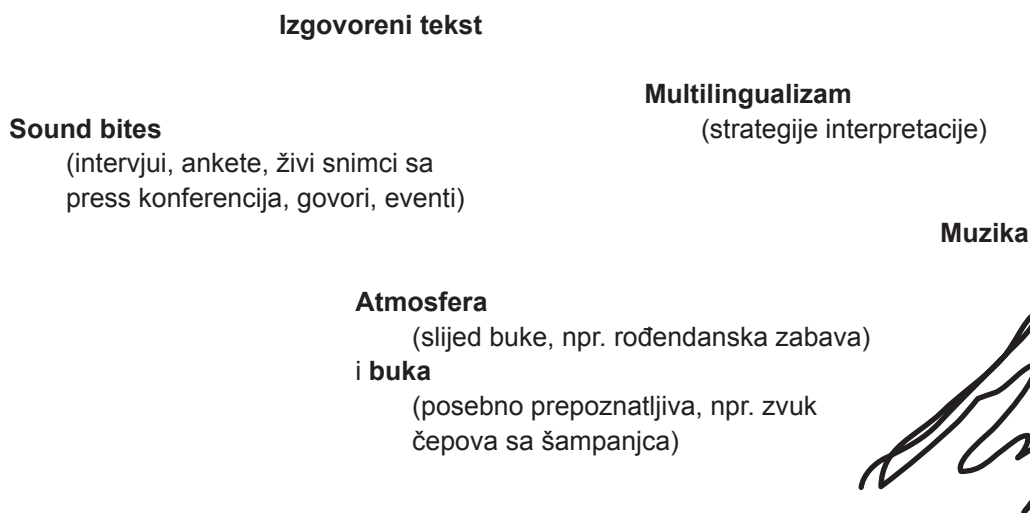 Izgovoreni tekst
Multilingualizam
(strategije interpretacije)
Sound bites
(intervjui, ankete, živi snimci sa
press konferencija, govori, eventi)
Muzika
Atmosfera
(slijed buke, npr. rođendanska zabava)
i buka
(posebno prepoznatljiva, npr. zvuk
čepova sa šampanjca)